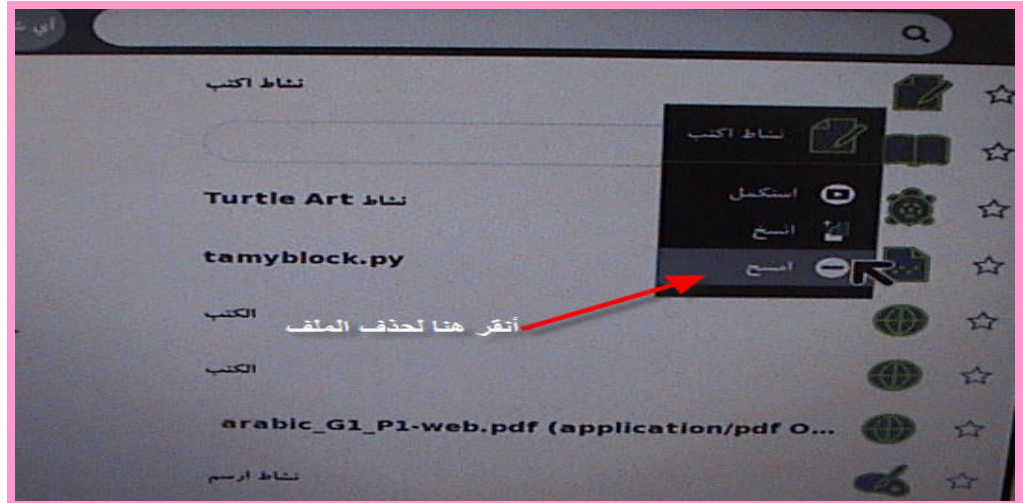 نشاط اكتب
نشاط اكتب
استكمل
نشاط Turtle Art
انسخ
tamyblock.py
امسح
الكتب
أنقر هنا لحذف الملف
الكتب
arabic_G1_P1-web.pdf (application/pdf O...
نشاط ارسم